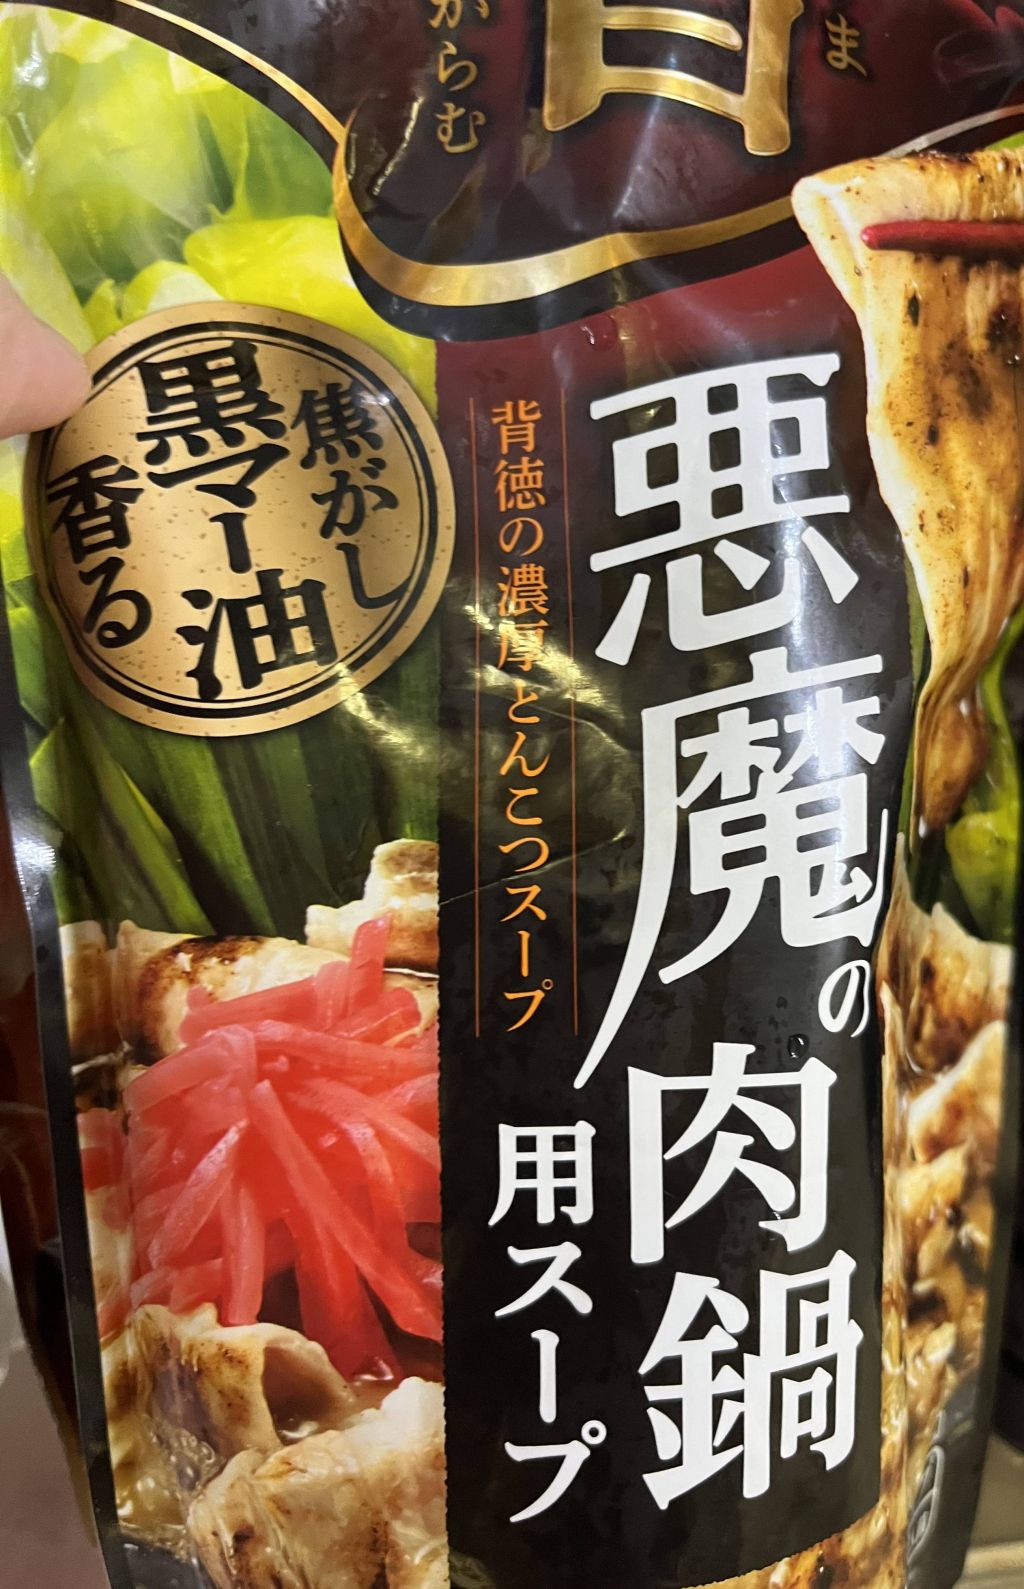 からむ
ま
悪魔の肉鍋
用スープ
背徳の濃厚とんこつスープ
焦がし
黒マー油
香る